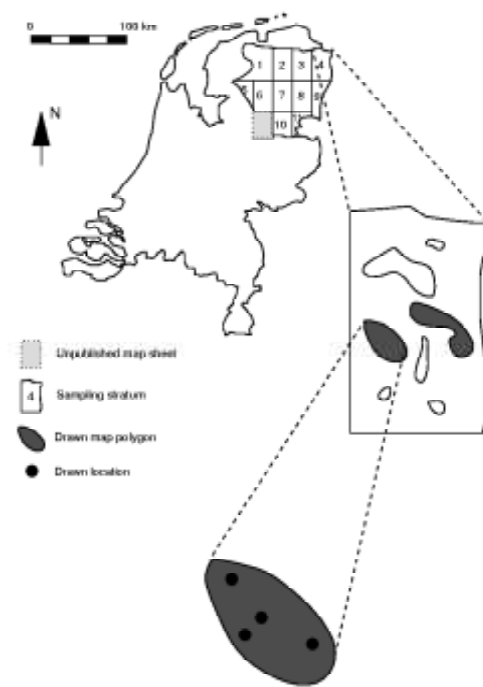 0 100 km
1 2 3 4
5 6 7 8 9
10 11
N
Unpublished map sheet
4 Sampling stratum
Drawn map polygon
Drawn location